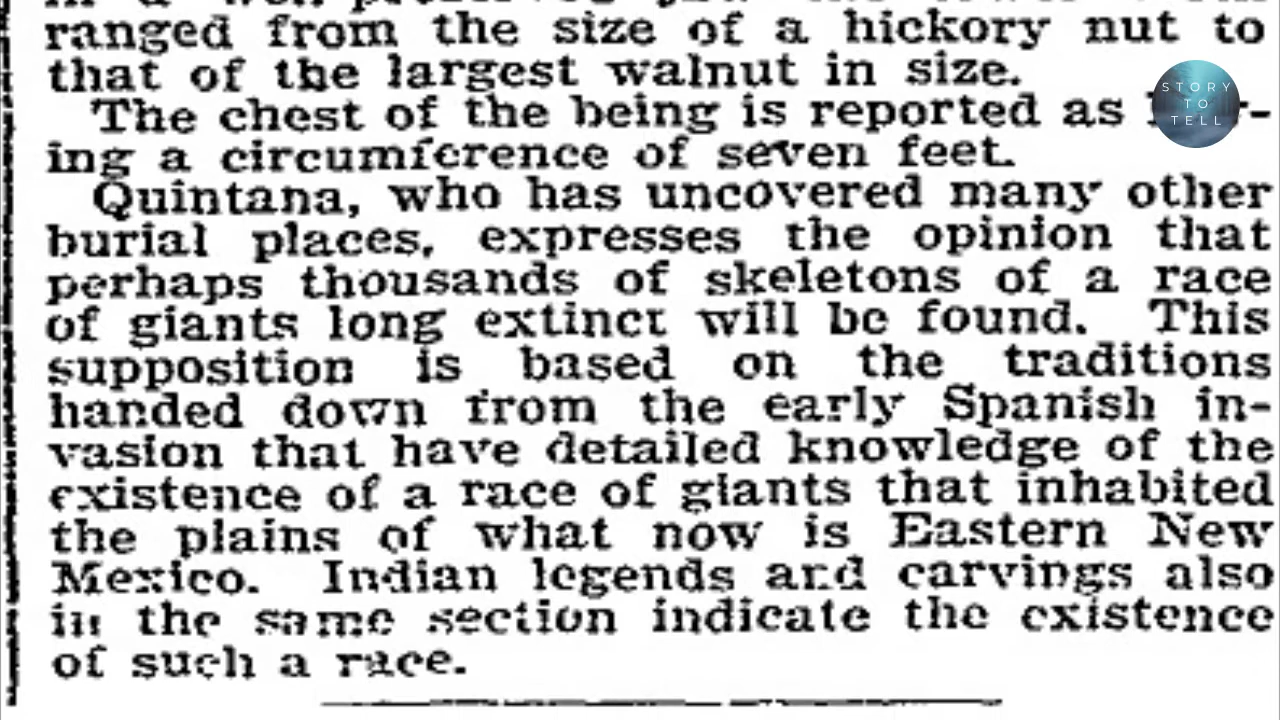 ranged from the size of a hickory nut to
that of the largest walnut in size.
The chest of the being is reported as
ing a circumference of seven feet.
Quintana, who has uncovered many other
burial places, expresses the opinion that
perhaps thousands of skeletons of a race
of giants long extinct will be found. This
supposition is based on the traditions
handed down from the early Spanish in-
vasion that have detailed knowledge of the
existence of a race of giants that inhabited
the plains of what now is Eastern New
Mexico. Indian legends and carvings also
in the same section indicate the existence
of such a race.
STORY
TO
TELL